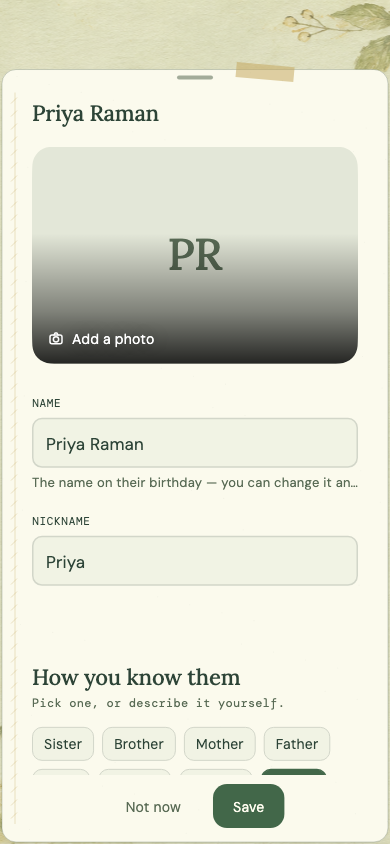 Priya Raman
PR
Add a photo
NAME
Priya Raman
The name on their birthday — you can change it an…
NICKNAME
Priya
How you know them
Pick one, or describe it yourself.
Sister Brother Mother Father
Not now Save